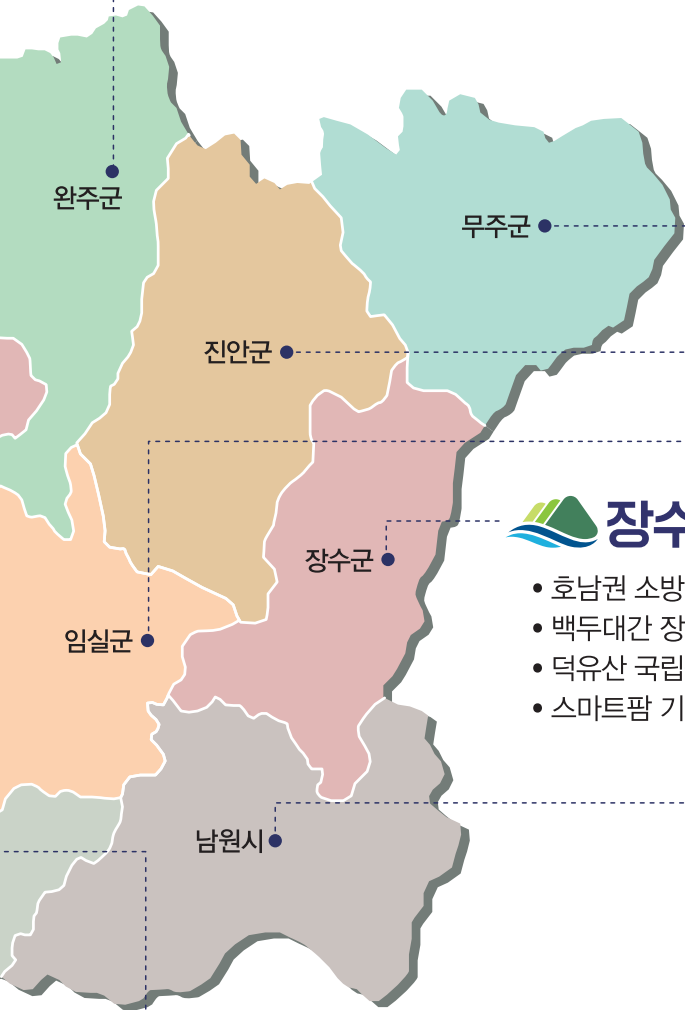 완주군
무주군
진안군
장수
장수군
• 호남권 소방
• 백두대간 장
• 덕유산 국립
• 스마트팜 기
임실군
남원시